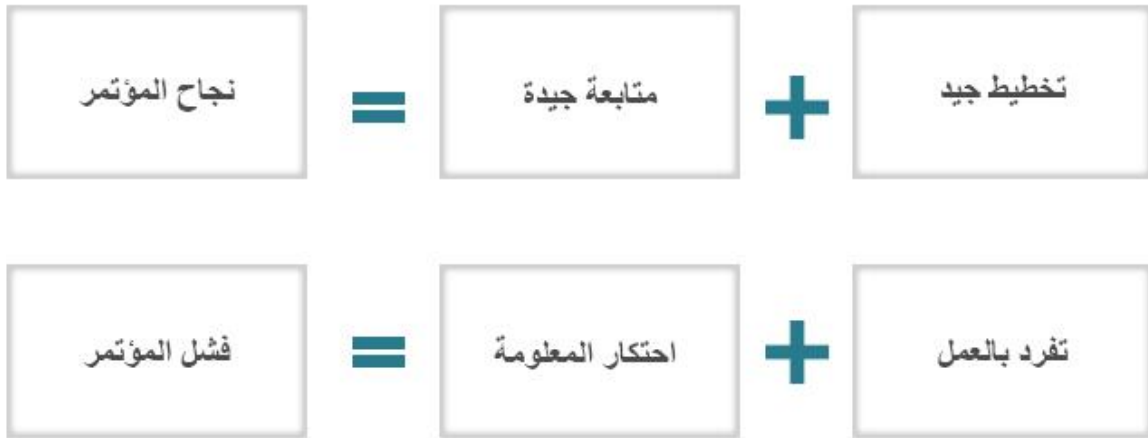 تخطيط جيد + متابعة جيدة = نجاح المؤتمر
تفرد بالعمل + احتكار المعلومة = فشل المؤتمر